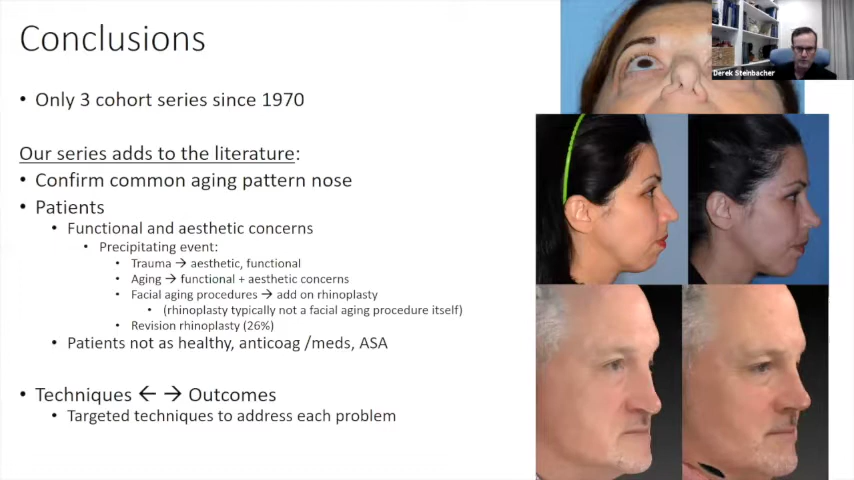 Conclusions
Derek Steinbacher
• Only 3 cohort series since 1970
Our series adds to the literature:
• Confirm common aging pattern nose
• Patients
• Functional and aesthetic concerns
• Precipitating event:
• Trauma → aesthetic, functional
• Aging → functional + aesthetic concerns
• Facial aging procedures → add on rhinoplasty
• (rhinoplasty typically not a facial aging procedure itself)
• Revision rhinoplasty (26%)
• Patients not as healthy, anticoag /meds, ASA
• Techniques ← → Outcomes
• Targeted techniques to address each problem